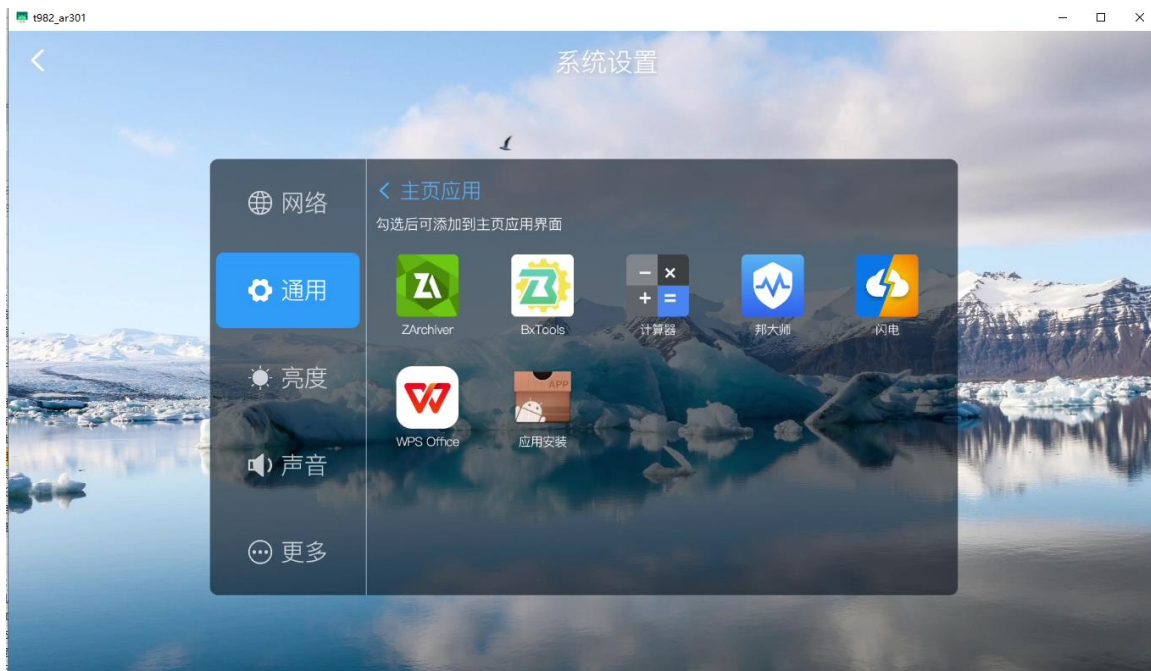 t982_ar301
系统设置
网络
通用
亮度
声音
更多
主页应用
勾选后可添加到主页应用界面
ZArchiver
BxTools
计算器
邦大师
闪电
APP
WPS Office
应用安装